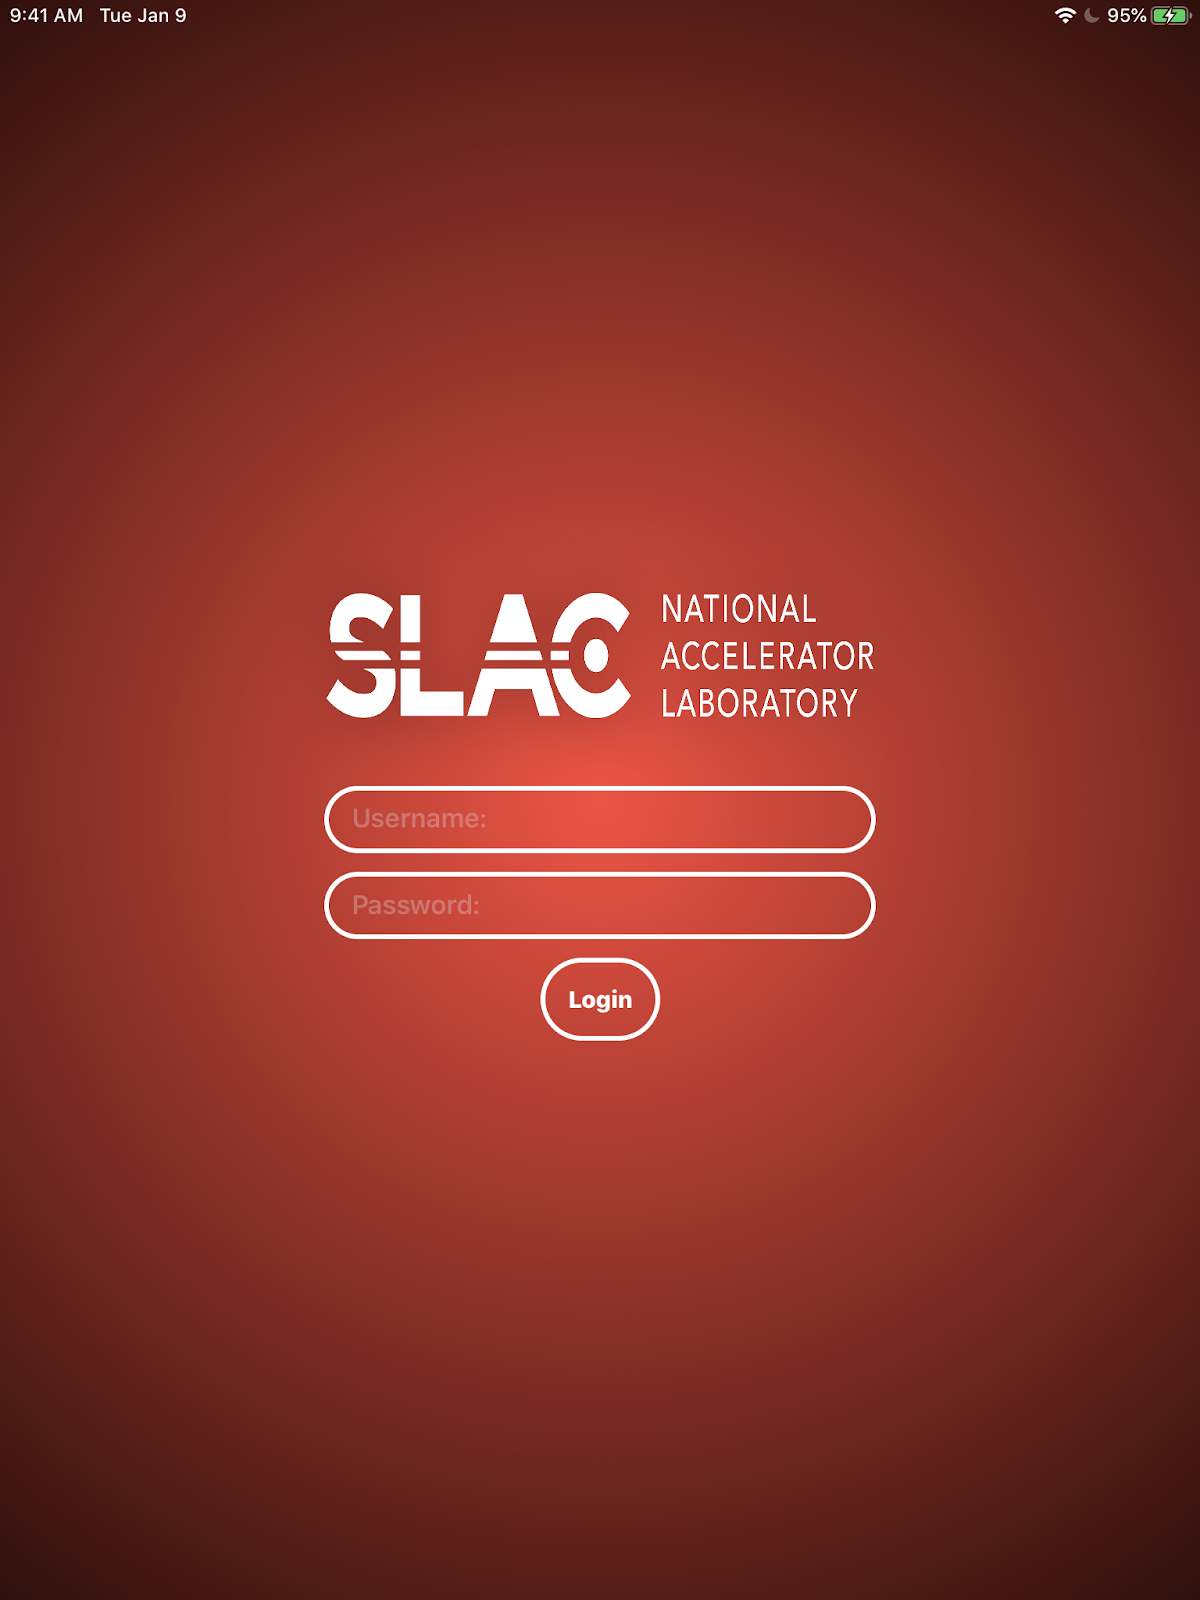 9:41 AM Tue Jan 9 95%
SLAC NATIONAL
ACCELERATOR
LABORATORY
Username:
Password:
Login